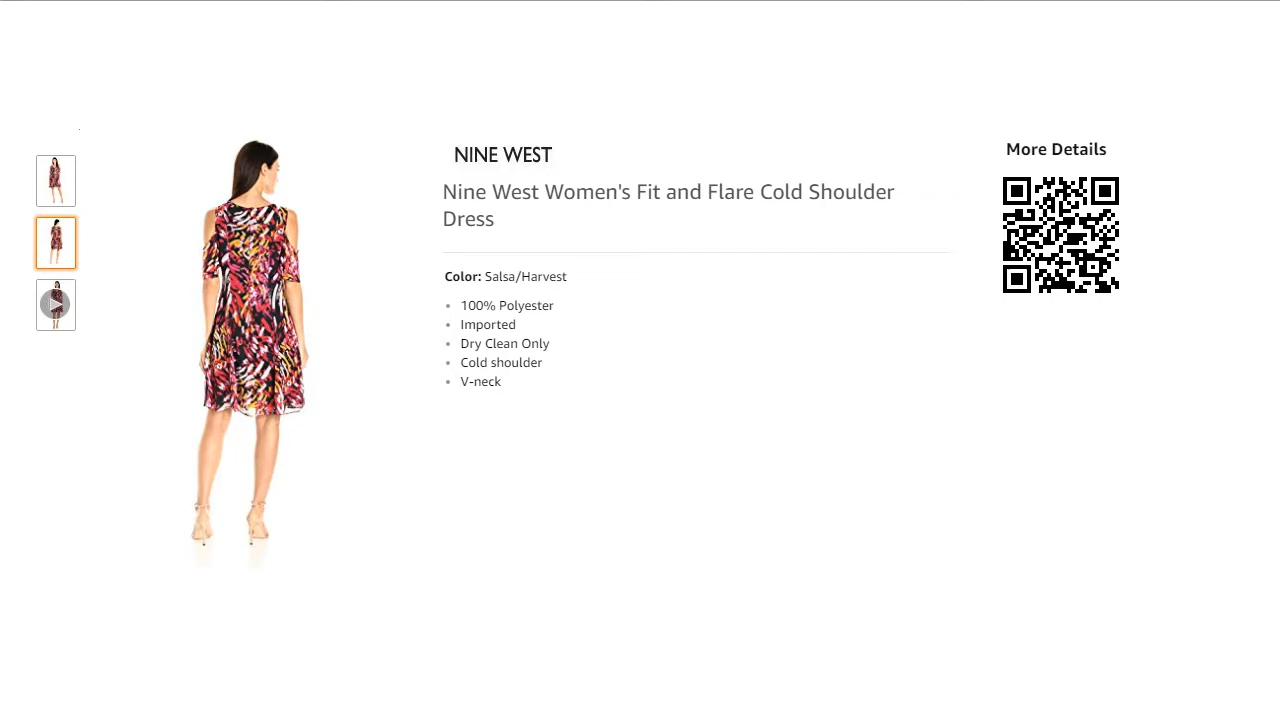 NINE WEST
Nine West Women's Fit and Flare Cold Shoulder
Dress
Color: Salsa/Harvest
100% Polyester
Imported
Dry Clean Only
Cold shoulder
V-neck
More Details